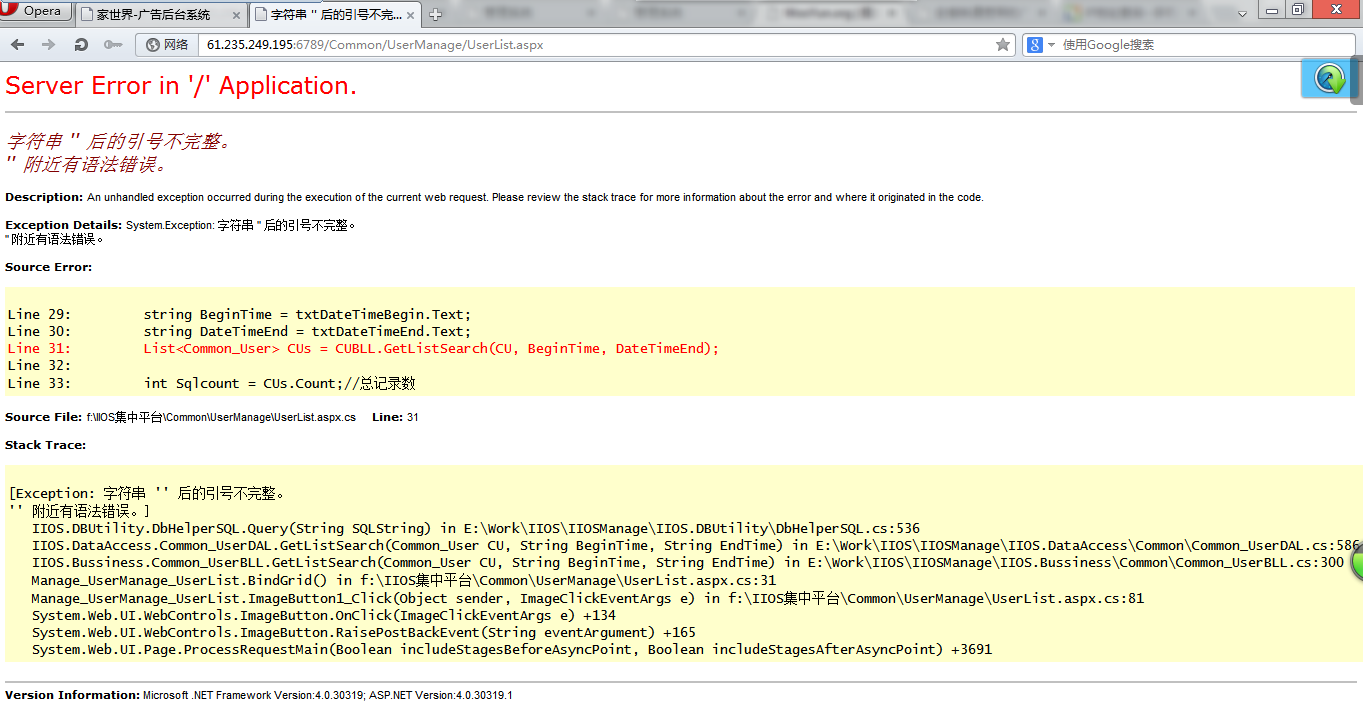 Opera
家世界-广告后台系统
字符串 '' 后的引号不完...
网络
61.235.249.195:6789/Common/UserManage/UserList.aspx
使用Google搜索
Server Error in '/' Application.
字符串 '' 后的引号不完整。
'' 附近有语法错误。
Description: An unhandled exception occurred during the execution of the current web request. Please review the stack trace for more information about the error and where it originated in the code.
Exception Details: System.Exception: 字符串 '' 后的引号不完整。
'' 附近有语法错误。
Source Error:
Line 29: string BeginTime = txtDateTimeBegin.Text;
Line 30: string DateTimeEnd = txtDateTimeEnd.Text;
Line 31: List<Common_User> CUs = CUBLL.GetListSearch(CU, BeginTime, DateTimeEnd);
Line 32:
Line 33: int Sqlcount = CUs.Count;//总记录数
Source File: f:\IIOS集中平台\Common\UserManage\UserList.aspx.cs Line: 31
Stack Trace:
[Exception: 字符串 '' 后的引号不完整。
'' 附近有语法错误。]
IIOS.DBUtility.DbHelperSQL.Query(String SQLString) in E:\Work\IIOS\IIOSManage\IIOS.DBUtility\DbHelperSQL.cs:536
IIOS.DataAccess.Common_UserDAL.GetListSearch(Common_User CU, String BeginTime, String EndTime) in E:\Work\IIOS\IIOSManage\IIOS.DataAccess\Common\Common_UserDAL.cs:586
IIOS.Bussiness.Common_UserBLL.GetListSearch(Common_User CU, String BeginTime, String EndTime) in E:\Work\IIOS\IIOSManage\IIOS.Bussiness\Common\Common_UserBLL.cs:300
Manage_UserManage_UserList.BindGrid() in f:\IIOS集中平台\Common\UserManage\UserList.aspx.cs:31
Manage_UserManage_UserList.ImageButton1_Click(Object sender, ImageClickEventArgs e) in f:\IIOS集中平台\Common\UserManage\UserList.aspx.cs:81
System.Web.UI.WebControls.ImageButton.OnClick(ImageClickEventArgs e) +134
System.Web.UI.WebControls.ImageButton.RaisePostBackEvent(String eventArgument) +165
System.Web.UI.Page.ProcessRequestMain(Boolean includeStagesBeforeAsyncPoint, Boolean includeStagesAfterAsyncPoint) +3691
Version Information: Microsoft .NET Framework Version:4.0.30319; ASP.NET Version:4.0.30319.1